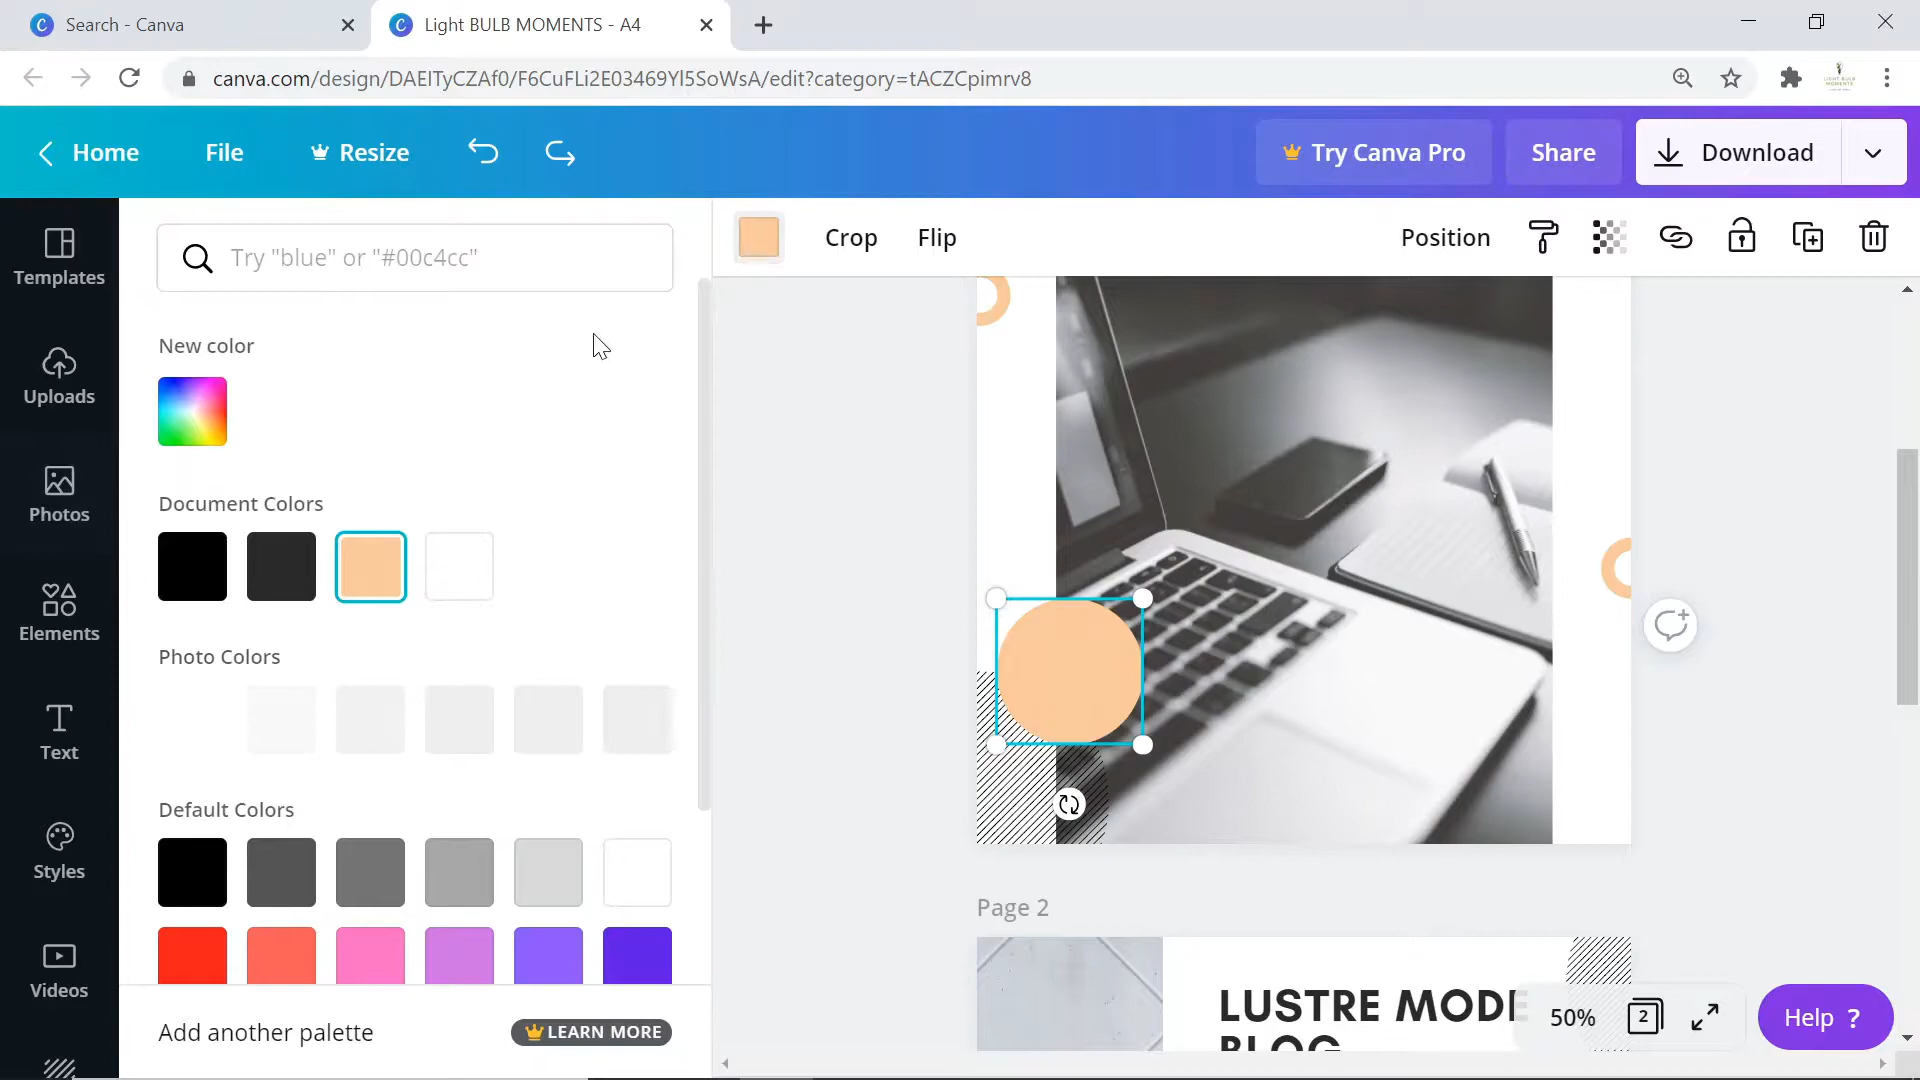 Search - Canva
Light BULB MOMENTS - A4
canva.com/design/DAEITyCZAf0/F6CuFLi2E03469Yl5SoWsA/edit?category=tACZCpimrv8
Home
File
Resize
Try Canva Pro
Share
Download
Templates
Uploads
Photos
Elements
Text
Styles
Videos
Try "blue" or "#00c4cc"
New color
Document Colors
Photo Colors
Default Colors
Add another palette
LEARN MORE
Crop
Flip
Position
Page 2
LUSTRE MODE
BLOG
50%
2
Help ?